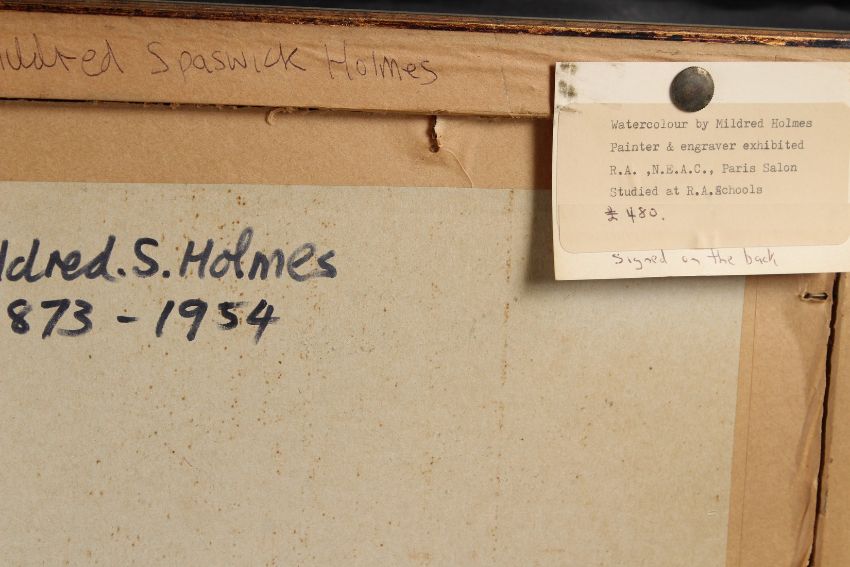 ildred Spaswick Holmes
Watercolour by Mildred Holmes
Painter & engraver exhibited
R.A. ,N.E.A.C., Paris Salon
Studied at R.A.Schools
£ 480.
Signed on the back
ldred. S. Holmes
873 - 1954